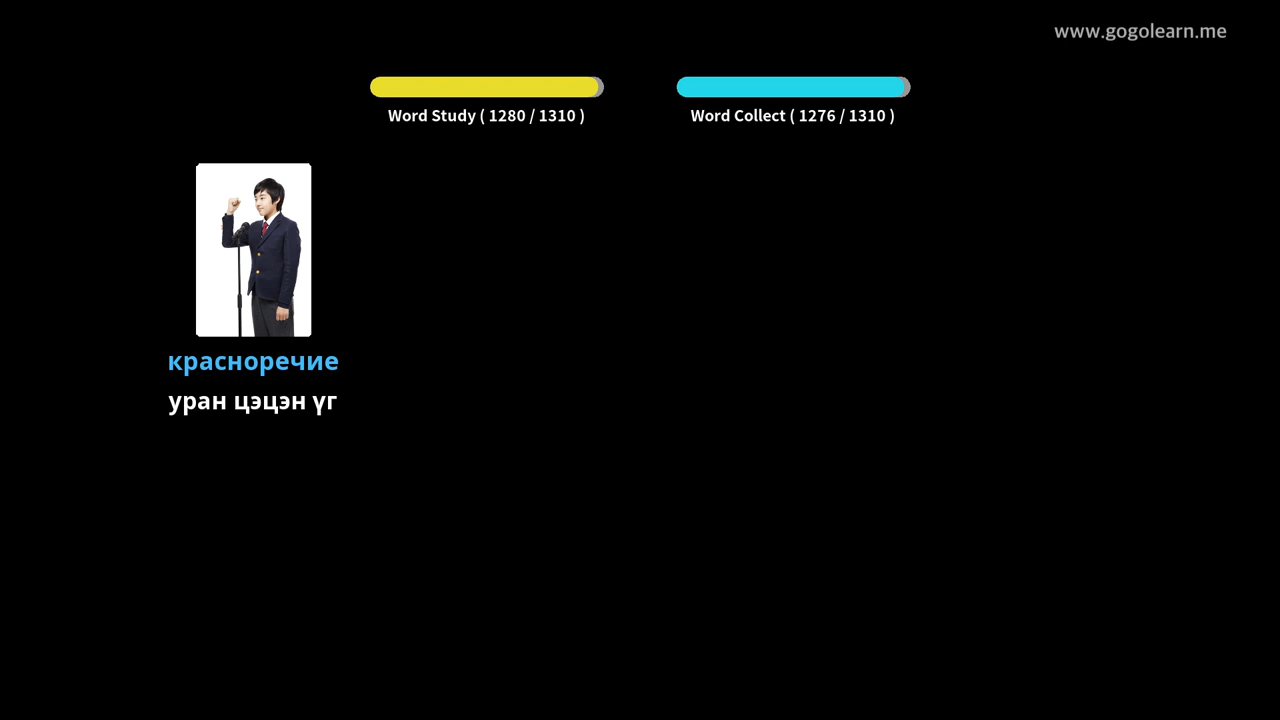 www.gogolearn.me
Word Study ( 1280 / 1310 )
Word Collect ( 1276 / 1310 )
красноречие
уран цэцэн үг